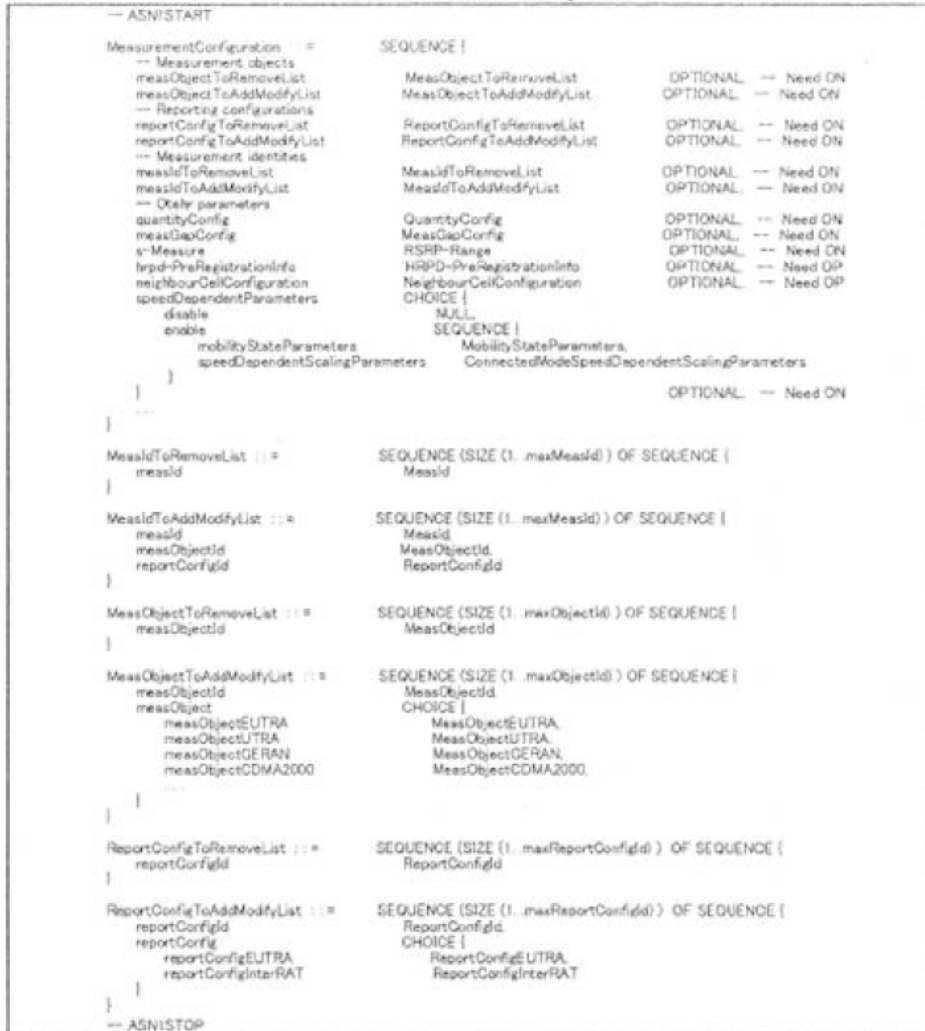 -- ASN1START
MeasurementConfiguration ::= SEQUENCE {
-- Measurement objects
measObjectToRemoveList MeasObjectToRemoveList OPTIONAL, -- Need ON
measObjectToAddModifyList MeasObjectToAddModifyList OPTIONAL, -- Need ON
-- Reporting configurations
reportConfigToRemoveList ReportConfigToRemoveList OPTIONAL, -- Need ON
reportConfigToAddModifyList ReportConfigToAddModifyList OPTIONAL, -- Need ON
-- Measurement identities
measIdToRemoveList MeasIdToRemoveList OPTIONAL, -- Need ON
measIdToAddModifyList MeasIdToAddModifyList OPTIONAL, -- Need ON
-- Otehr parameters
quantityConfig QuantityConfig OPTIONAL, -- Need ON
measGapConfig MeasGapConfig OPTIONAL, -- Need ON
s-Measure RSRP-Range OPTIONAL, -- Need ON
hrpd-PreRegistrationInfo HRPD-PreRegistrationInfo OPTIONAL, -- Need OP
neighbourCellConfiguration NeighbourCellConfiguration OPTIONAL, -- Need OP
speedDependentParameters CHOICE {
disable NULL,
enable SEQUENCE {
mobilityStateParameters MobilityStateParameters,
speedDependentScalingParameters ConnectedModeSpeedDependentScalingParameters
}
} OPTIONAL, -- Need ON
...
}
MeasIdToRemoveList ::= SEQUENCE (SIZE (1..maxMeasId)) OF SEQUENCE {
measId MeasId
}
MeasIdToAddModifyList ::= SEQUENCE (SIZE (1..maxMeasId)) OF SEQUENCE {
measId MeasId,
measObjectId MeasObjectId,
reportConfigId ReportConfigId
}
MeasObjectToRemoveList ::= SEQUENCE (SIZE (1..maxObjectId)) OF SEQUENCE {
measObjectId MeasObjectId
}
MeasObjectToAddModifyList ::= SEQUENCE (SIZE (1..maxObjectId)) OF SEQUENCE {
measObjectId MeasObjectId,
measObject CHOICE {
measObjectEUTRA MeasObjectEUTRA,
measObjectUTRA MeasObjectUTRA,
measObjectGERAN MeasObjectGERAN,
measObjectCDMA2000 MeasObjectCDMA2000,
...
}
}
ReportConfigToRemoveList ::= SEQUENCE (SIZE (1..maxReportConfigId)) OF SEQUENCE {
reportConfigId ReportConfigId
}
ReportConfigToAddModifyList ::= SEQUENCE (SIZE (1..maxReportConfigId)) OF SEQUENCE {
reportConfigId ReportConfigId,
reportConfig CHOICE {
reportConfigEUTRA ReportConfigEUTRA,
reportConfigInterRAT ReportConfigInterRAT
}
}
-- ASN1STOP